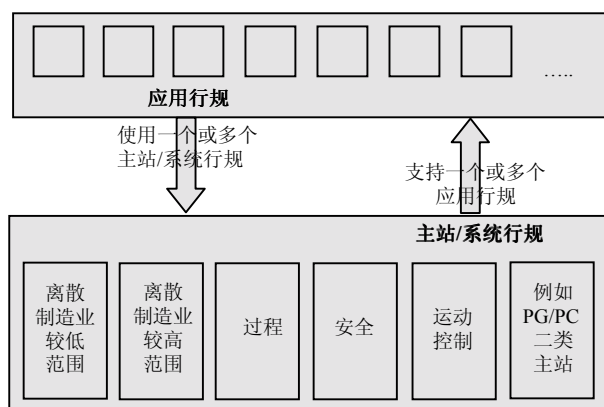 …..
应用行规
使用一个或多个
主站/系统行规
支持一个或多个
应用行规
主站/系统行规
离散
制造业
较低
范围
离散
制造业
较高
范围
过程
安全
运动
控制
例如
PG/PC
二类
主站